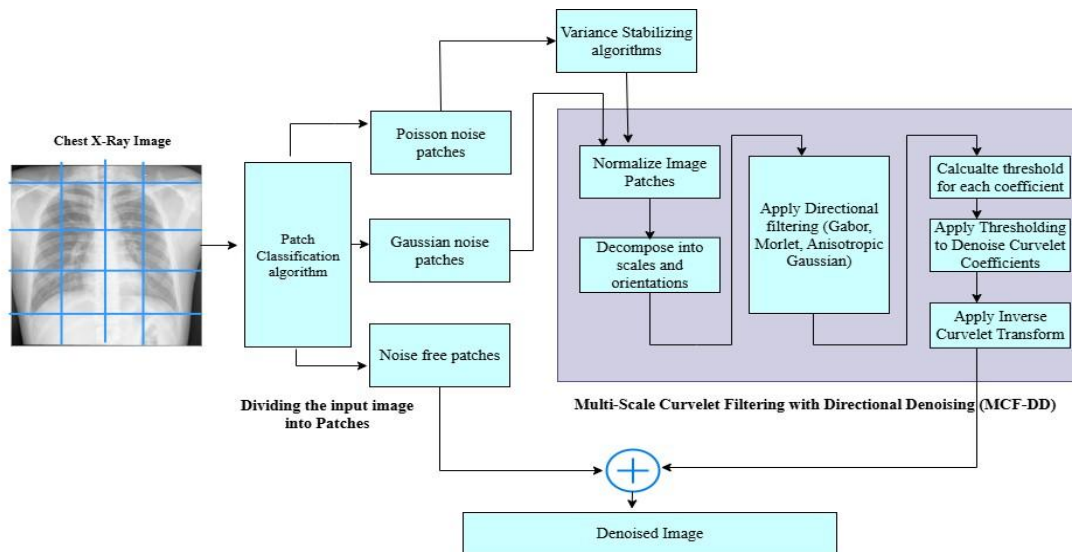 Chest X-Ray Image
Patch
Classification
algorithm
Dividing the input image
into Patches
Poisson noise
patches
Gaussian noise
patches
Noise free patches
Variance Stabilizing
algorithms
Normalize Image
Patches
Decompose into
scales and
orientations
Apply Directional
filtering (Gabor,
Morlet, Anisotropic
Gaussian)
Calcualte threshold
for each coefficient
Apply Thresholding
to Denoise Curvelet
Coefficients
Apply Inverse
Curvelet Transform
Multi-Scale Curvelet Filtering with Directional Denoising (MCF-DD)
Denoised Image